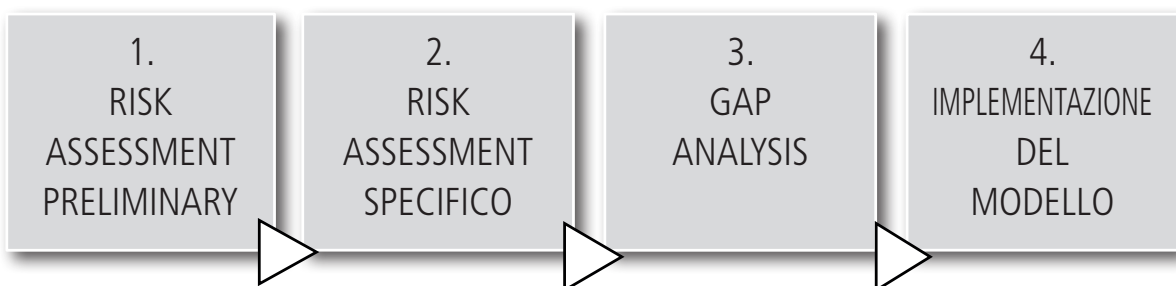 1.
RISK
ASSESSMENT
PRELIMINARY
2.
RISK
ASSESSMENT
SPECIFICO
3.
GAP
ANALYSIS
4.
IMPLEMENTAZIONE
DEL
MODELLO